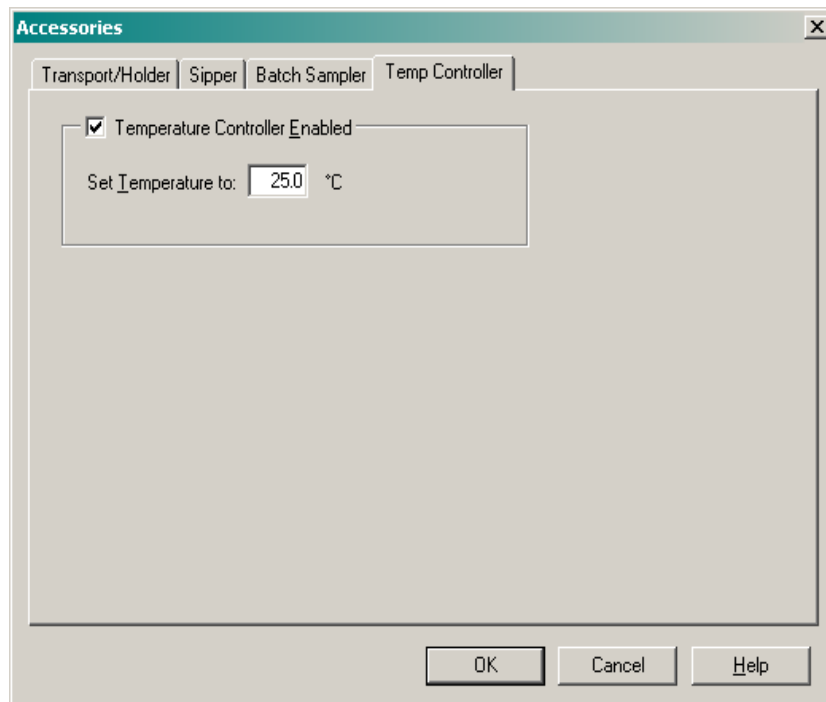 Accessories
Transport/Holder Sipper Batch Sampler Temp Controller
Temperature Controller Enabled
Set Temperature to: 25.0 °C
OK Cancel Help